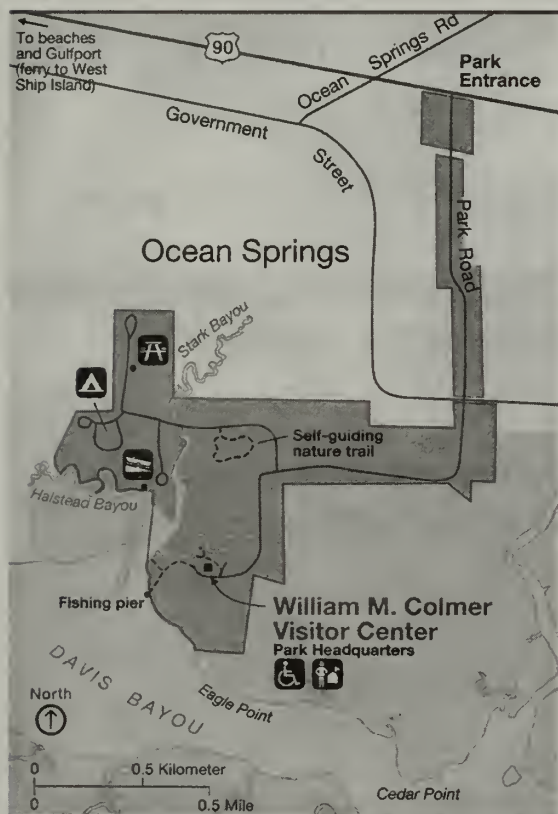 To beaches
and Gulfport
(ferry to West
Ship Island)
90
Ocean Springs Rd
Park
Entrance
Government
Street
Park Road
Ocean Springs
Stark Bayou
Self-guiding
nature trail
Halstead Bayou
Fishing pier
William M. Colmer
Visitor Center
Park Headquarters
DAVIS BAYOU
Eagle Point
North
0 0.5 Kilometer
0 0.5 Mile
Cedar Point